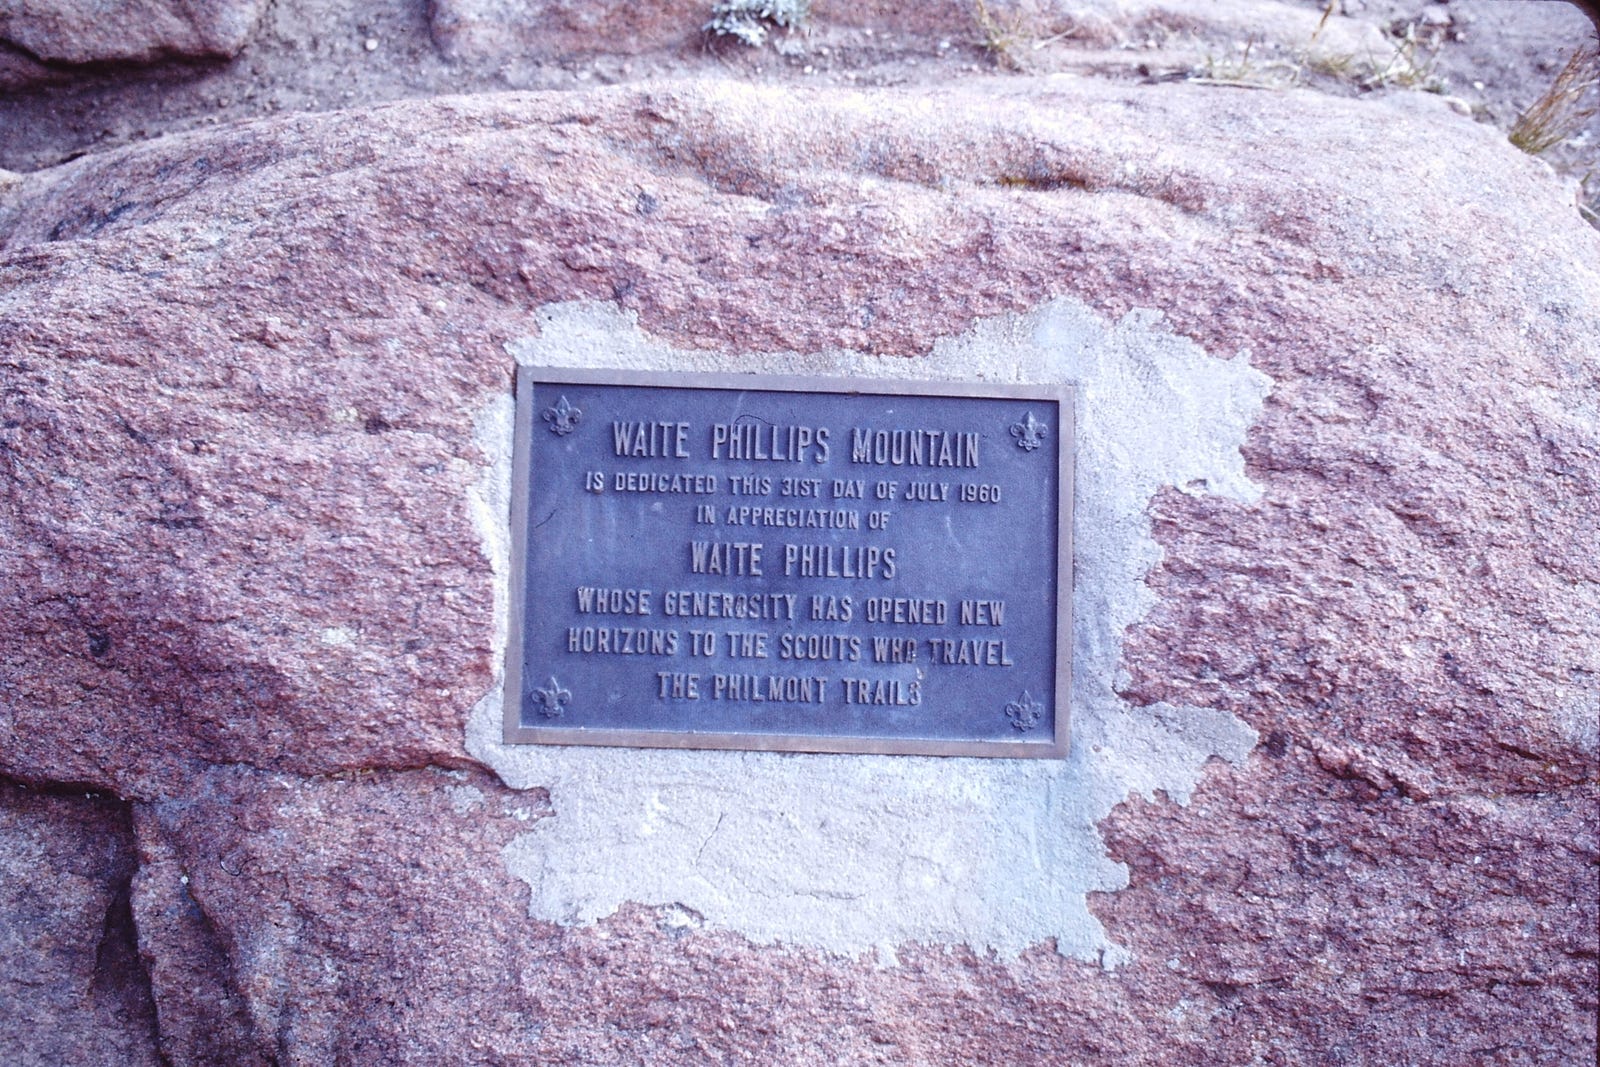 WAITE PHILLIPS MOUNTAIN
IS DEDICATED THIS 31ST DAY OF JULY 1960
IN APPRECIATION OF
WAITE PHILLIPS
WHOSE GENEROSITY HAS OPENED NEW
HORIZONS TO THE SCOUTS WHO TRAVEL
THE PHILMONT TRAILS